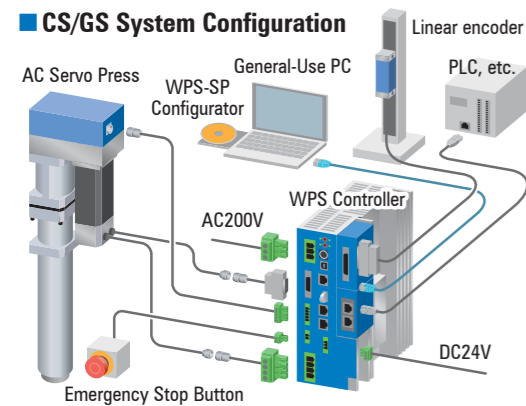 CS/GS System Configuration
Linear encoder
General-Use PC
PLC, etc.
AC Servo Press
WPS-SP
Configurator
WPS Controller
AC200V
DC24V
Emergency Stop Button